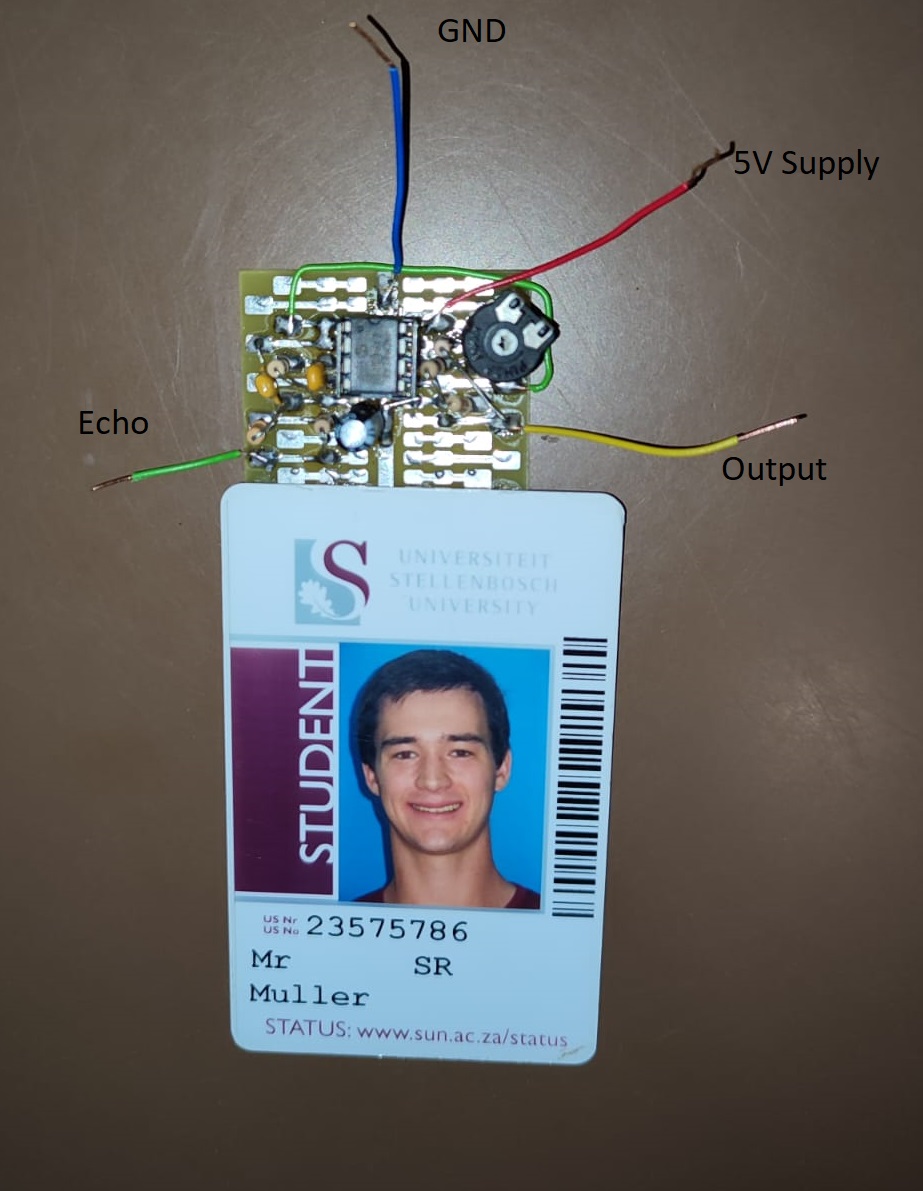 GND
5V Supply
Echo
Output
UNIVERSITEIT
STELLENBOSCH
UNIVERSITY
STUDENT
US Nr
US No 23575786
Mr SR
Muller
STATUS: www.sun.ac.za/status